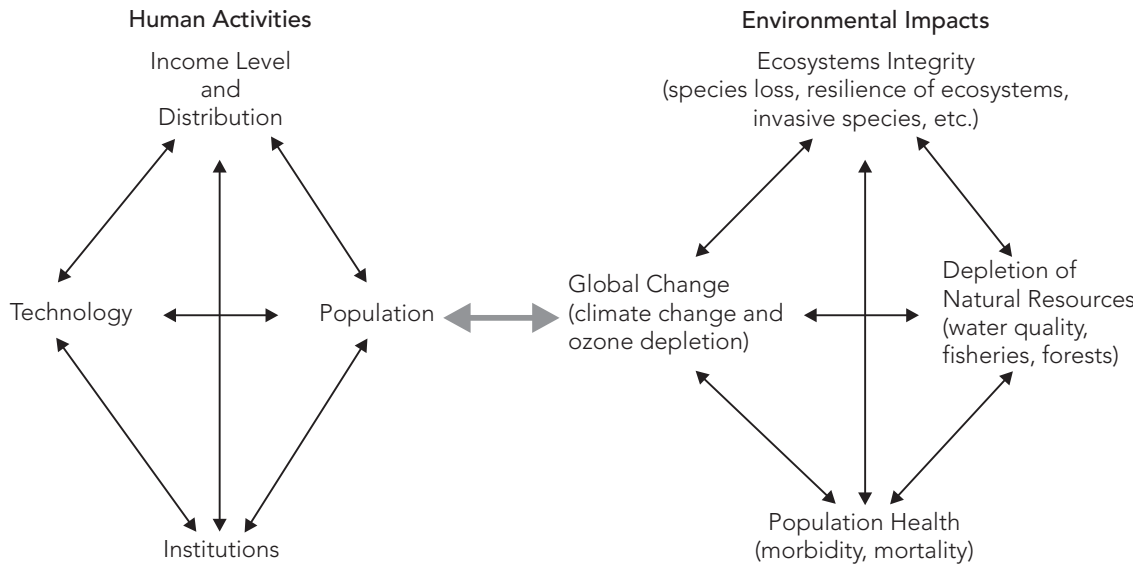 Human Activities
Income Level
and
Distribution
Technology
Population
Institutions
Environmental Impacts
Ecosystems Integrity
(species loss, resilience of ecosystems,
invasive species, etc.)
Global Change
(climate change and
ozone depletion)
Depletion of
Natural Resources
(water quality,
fisheries, forests)
Population Health
(morbidity, mortality)